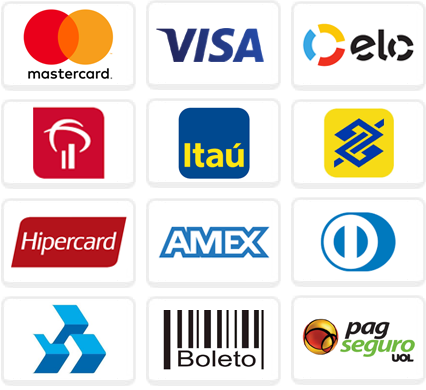 mastercard.
VISA
elo
Itaú
Hipercard
AMEX
Boleto
pag
seguro
UOL